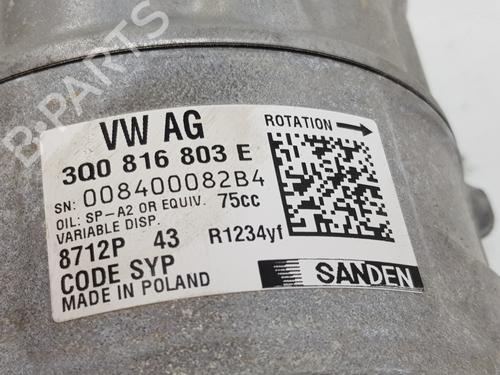 VW AG
3Q0 816 803 E
SN: 008400082B4
OIL: SP-A2 OR EQUIV. 75cc
VARIABLE DISP.
8712P 43 R1234yf
CODE SYP
MADE IN POLAND
ROTATION
SANDEN
B-PARTS